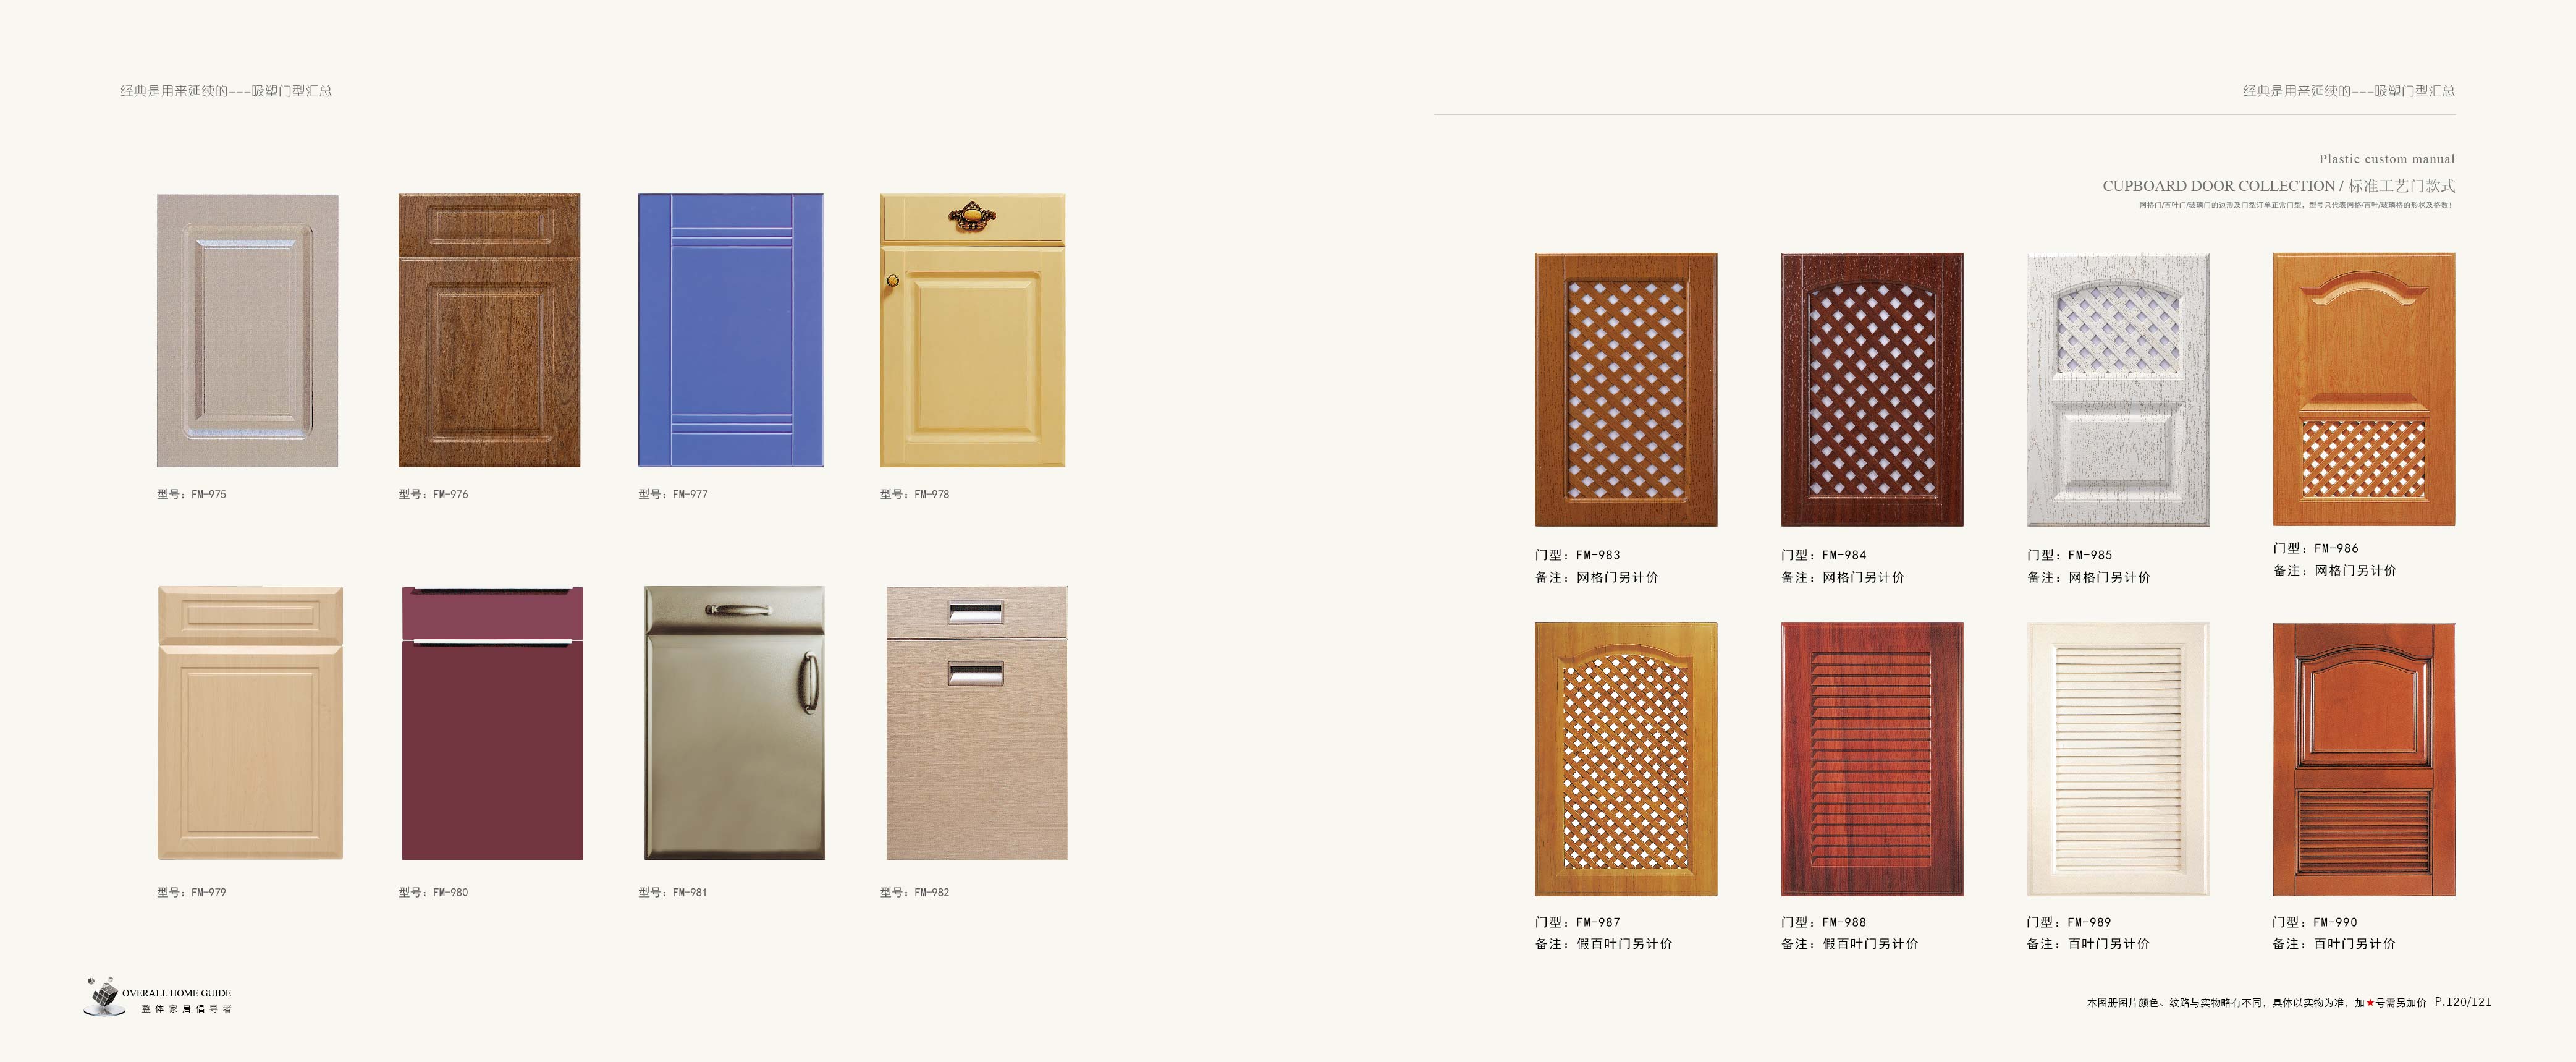 经典是用来延续的---吸塑门型汇总
型号：FM-975
型号：FM-976
型号：FM-977
型号：FM-978
型号：FM-979
型号：FM-980
型号：FM-981
型号：FM-982
OVERALL HOME GUIDE
整体家居倡导者
经典是用来延续的---吸塑门型汇总
Plastic custom manual
CUPBOARD DOOR COLLECTION / 标准工艺门款式
网格门/百叶门/玻璃门的边形及门型订单正常门型，型号只代表网格/百叶/玻璃格的形状及格数！
门型：FM-983
备注：网格门另计价
门型：FM-984
备注：网格门另计价
门型：FM-985
备注：网格门另计价
门型：FM-986
备注：网格门另计价
门型：FM-987
备注：假百叶门另计价
门型：FM-988
备注：假百叶门另计价
门型：FM-989
备注：百叶门另计价
门型：FM-990
备注：百叶门另计价
本图册图片颜色、纹路与实物略有不同，具体以实物为准，加★号需另加价 P.120/121